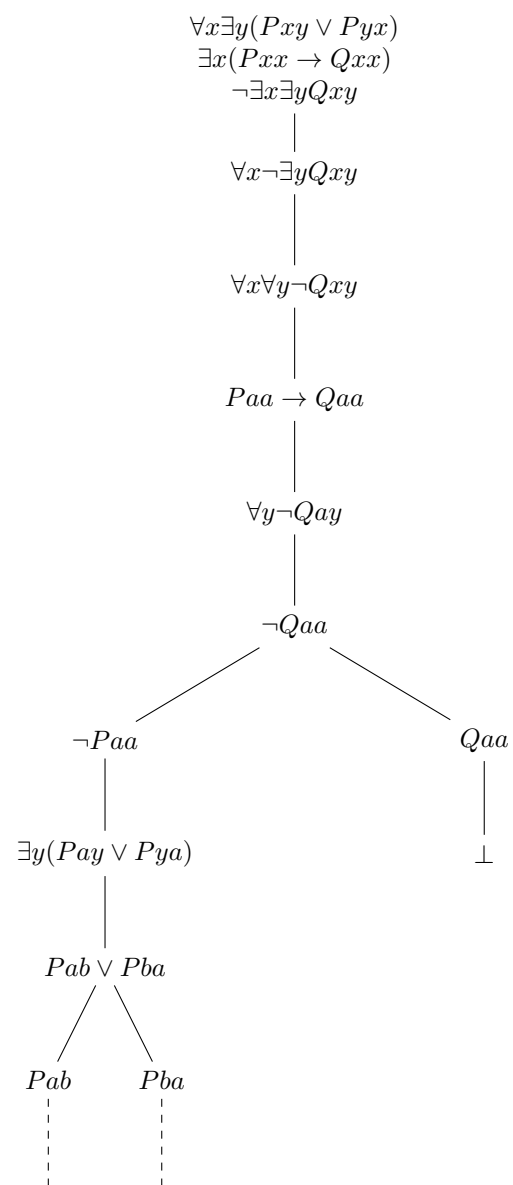 ∀x∃y(Pxy ∨ Pyx)
∃x(Pxx → Qxx)
¬∃x∃yQxy
∀x¬∃yQxy
∀x∀y¬Qxy
Paa → Qaa
∀y¬Qay
¬Qaa
¬Paa Qaa
∃y(Pay ∨ Pya) ⊥
Pab ∨ Pba
Pab Pba